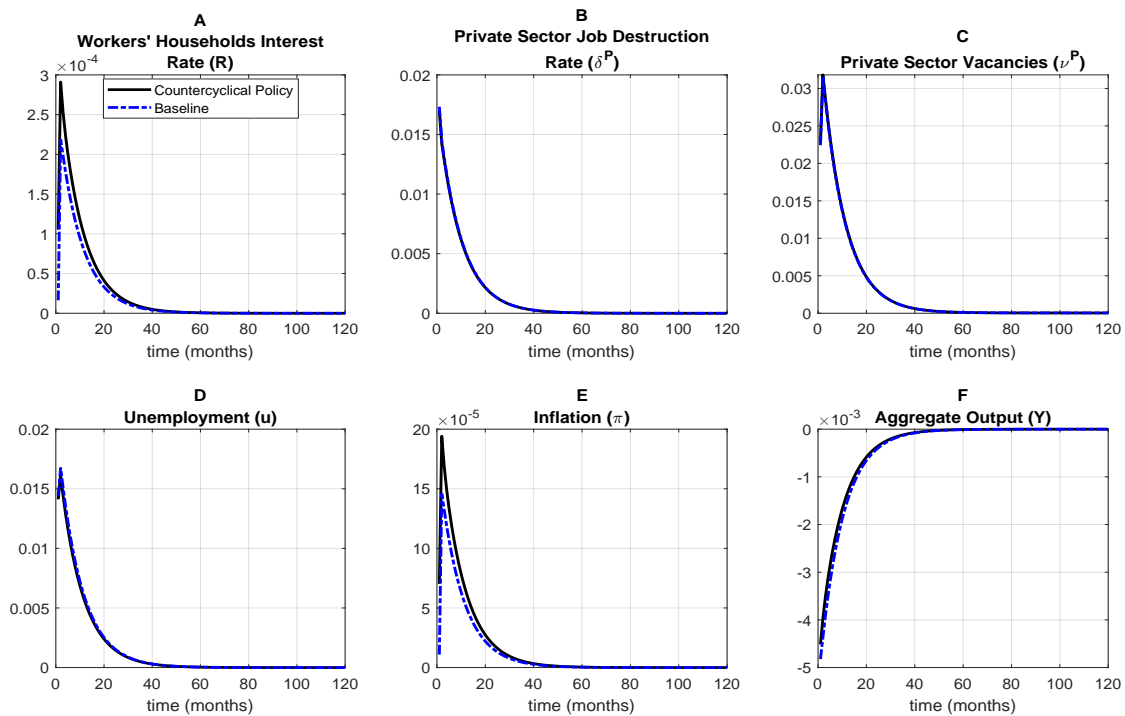 A
Workers' Households Interest
Rate (R)
×10⁻⁴
3
2.5
2
1.5
1
0.5
0
0 20 40 60 80 100 120
time (months)
Countercyclical Policy
Baseline
B
Private Sector Job Destruction
Rate (δᴾ)
0.02
0.015
0.01
0.005
0
0 20 40 60 80 100 120
time (months)
C
Private Sector Vacancies (νᴾ)
0.03
0.025
0.02
0.015
0.01
0.005
0
0 20 40 60 80 100 120
time (months)
D
Unemployment (u)
0.02
0.015
0.01
0.005
0
0 20 40 60 80 100 120
time (months)
E
Inflation (π)
×10⁻⁵
20
15
10
5
0
0 20 40 60 80 100 120
time (months)
F
Aggregate Output (Y)
×10⁻³
0
-1
-2
-3
-4
-5
0 20 40 60 80 100 120
time (months)